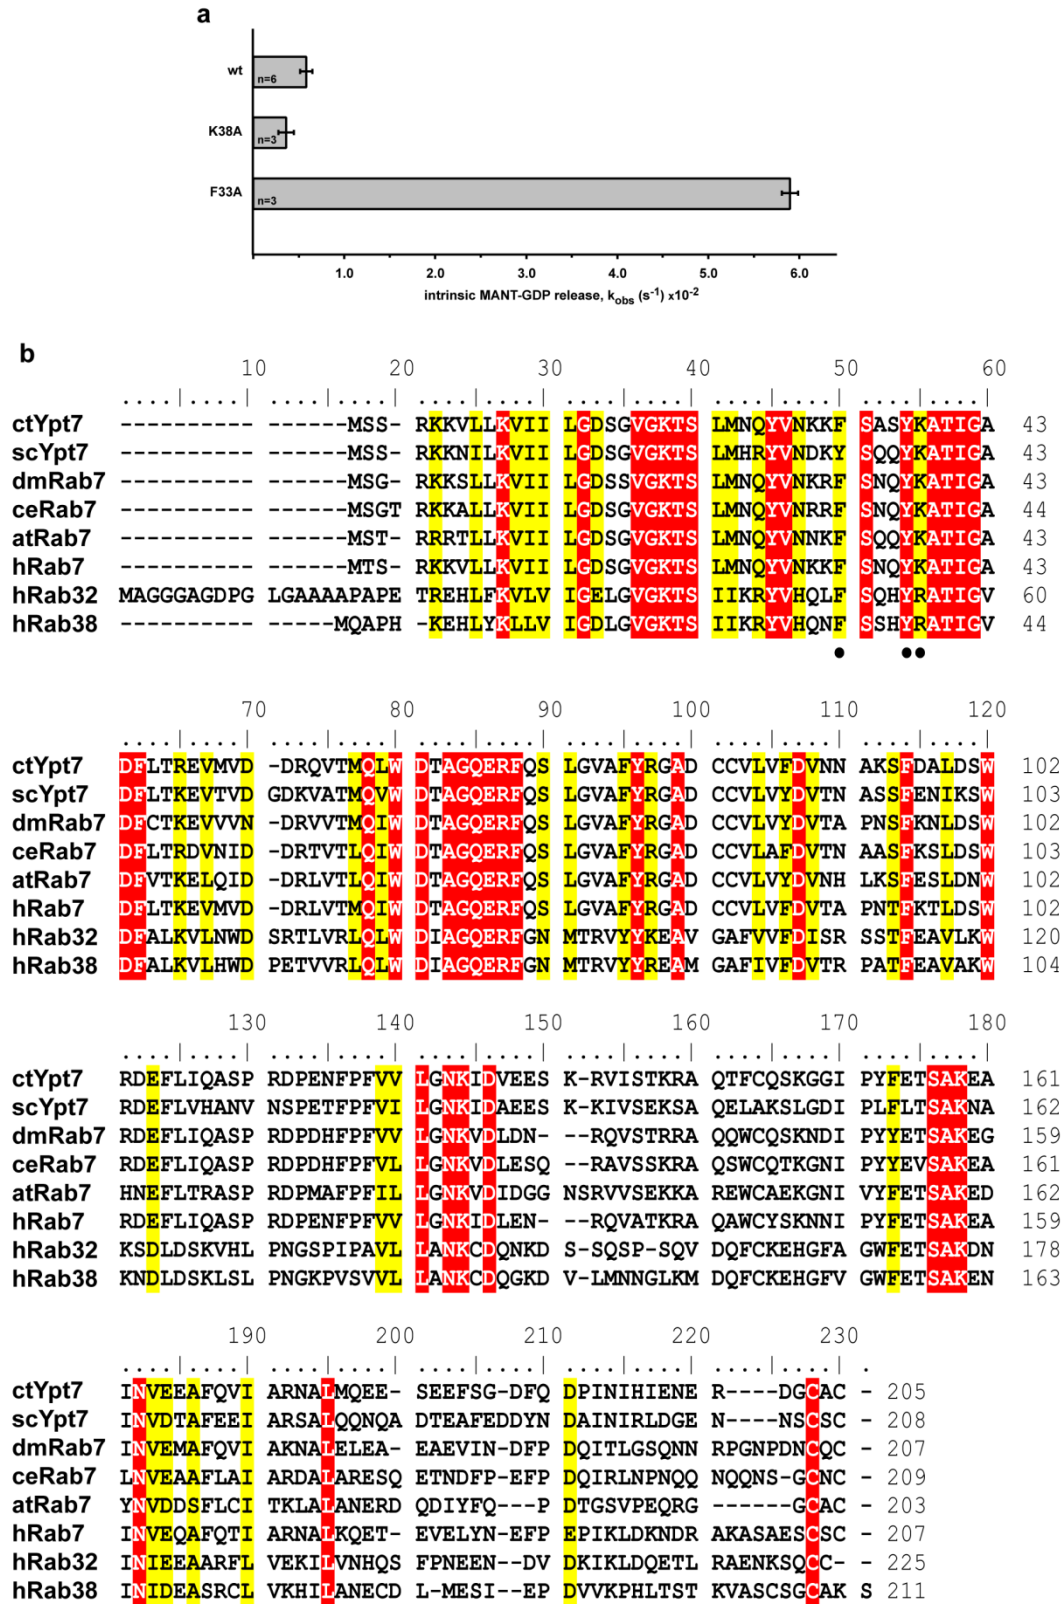 a
wt
n=6
K38A
n=3
F33A
n=3
1.0 2.0 3.0 4.0 5.0 6.0
intrinsic MANT-GDP release, kobs (s-1) x10-2
b
10 20 30 40 50 60
ctYpt7 ---------- ------MSS- RKKVLLKVII LGDSGVGKTS LMNQYVNKKF SASYKATIGA 43
scYpt7 ---------- ------MSS- RKKNILKVII LGDSGVGKTS LMHRYVNDKY SQQYKATIGA 43
dmRab7 ---------- ------MSG- RKKSLLKVII LGDSSVGKTS LMNQYVNKRF SNQYKATIGA 43
ceRab7 ---------- ------MSGT RKKALLKVII LGDSGVGKTS LMNQYVNRRF SNQYKATIGA 44
atRab7 ---------- ------MST- RRRTLLKVII LGDSGVGKTS LMNQYVNKKF SQQYKATIGA 43
hRab7 ---------- ------MTS- RKKVLLKVII LGDSGVGKTS LMNQYVNKKF SNQYKATIGA 43
hRab32 MAGGGAGDPG LGAAAAPAPE TREHLFKVLV IGELGVGKTS IIKRYVHQLF SQHYRATIGV 60
hRab38 ---------- -----MQAPH -KEHLYKLLV IGDLGVGKTS IIKRYVHQNF SSHYRATIGV 44
70 80 90 100 110 120
ctYpt7 DFLTREVMVD -DRQVTMQLW DTAGQERFQS LGVAFYRGAD CCVLVFDVNN AKSFDALDSW 102
scYpt7 DFLTKEVTVD GDKVATMQVW DTAGQERFQS LGVAFYRGAD CCVLVYDVTN ASSFENIKSW 103
dmRab7 DFCTKEVVVN -DRVVTMQIW DTAGQERFQS LGVAFYRGAD CCVLVYDVTA PNSFKNLDSW 102
ceRab7 DFLTRDVNID -DRTVTLQIW DTAGQERFQS LGVAFYRGAD CCVLAFDVTN AASFKSLDSW 103
atRab7 DFVTKELQID -DRLVTLQIW DTAGQERFQS LGVAFYRGAD CCVLVYDVNH LKSFESLDNW 102
hRab7 DFLTKEVMVD -DRLVTMQIW DTAGQERFQS LGVAFYRGAD CCVLVFDVTA PNTFKTLDSW 102
hRab32 DFALKVLNWD SRTLVRLQLW DIAGQERFGN MTRVYYKEAV GAFVVFDISR SSTFEAVLKW 120
hRab38 DFALKVLHWD PETVVRLQLW DIAGQERFGN MTRVYYREAM GAFIVFDVTR PATFEAVAKW 104
130 140 150 160 170 180
ctYpt7 RDEFLIQASP RDPENFPFVV LGNKIDVEES K-RVISTKRA QTFCQSKGGI PYFETSAKEA 161
scYpt7 RDEFLVHANV NSPETFPFVI LGNKIDAEES K-KIVSEKSA QELAKSLGDI PLFLTSAKNA 162
dmRab7 RDEFLIQASP RDPDHFPFVV LGNKVDLDN- --RQVSTRRA QQWCQSKNDI PYYETSAKEG 159
ceRab7 RDEFLIQASP RDPDHFPFVL LGNKVDLESQ --RAVSSKRA QSWCQTKGNI PYYEVSAKEA 161
atRab7 HNEFLTRASP RDPMAFPFIL LGNKVDIDGG NSRVVSEKKA REWCAEKGNI VYFETSAKED 162
hRab7 RDEFLIQASP RDPENFPFVV LGNKIDLEN- --RQVATKRA QAWCYSKNNI PYFETSAKEA 159
hRab32 KSDLDSKVHL PNGSPIPAVL LANKCDQNKD S-SQSP-SQV DQFCKEHGFA GWFETSAKDN 178
hRab38 KNDLDSKLSL PNGKPVSVVL LANKCDQGKD V-LMNNGLKM DQFCKEHGFV GWFETSAKEN 163
190 200 210 220 230
ctYpt7 INVEEAFQVI ARNALMQEE- SEEFSG-DFQ DPINIHIENE R----DGCAC - 205
scYpt7 INVDTAFEEI ARSALQQNQA DTEAFEDDYN DAINIRLDGE N----NSCSC - 208
dmRab7 INVEMAFQVI AKNALELEA- EAEVIN-DFP DQITLGSQNN RPGNPDNCQC - 207
ceRab7 LNVEAAFLAI ARDALARESQ ETNDFP-EFP DQIRLNPNQQ NQQNS-GCNC - 209
atRab7 YNVDDSFLCI TKLALANERD QDIYFQ---P DTGSVPEQRG -----GCAC - 203
hRab7 INVEQAFQTI ARNALKQET- EVELYN-EFP EPIKLDKNDR AKASAESCSC - 207
hRab32 INIEEAARFL VEKILVNHQS FPNEEN--DV DKIKLDQETL RAENKSQCC- - 225
hRab38 INIDEASRCL VKHILANECD L-MESI--EP DVVKPHLTST KVASCSGCAK S 211